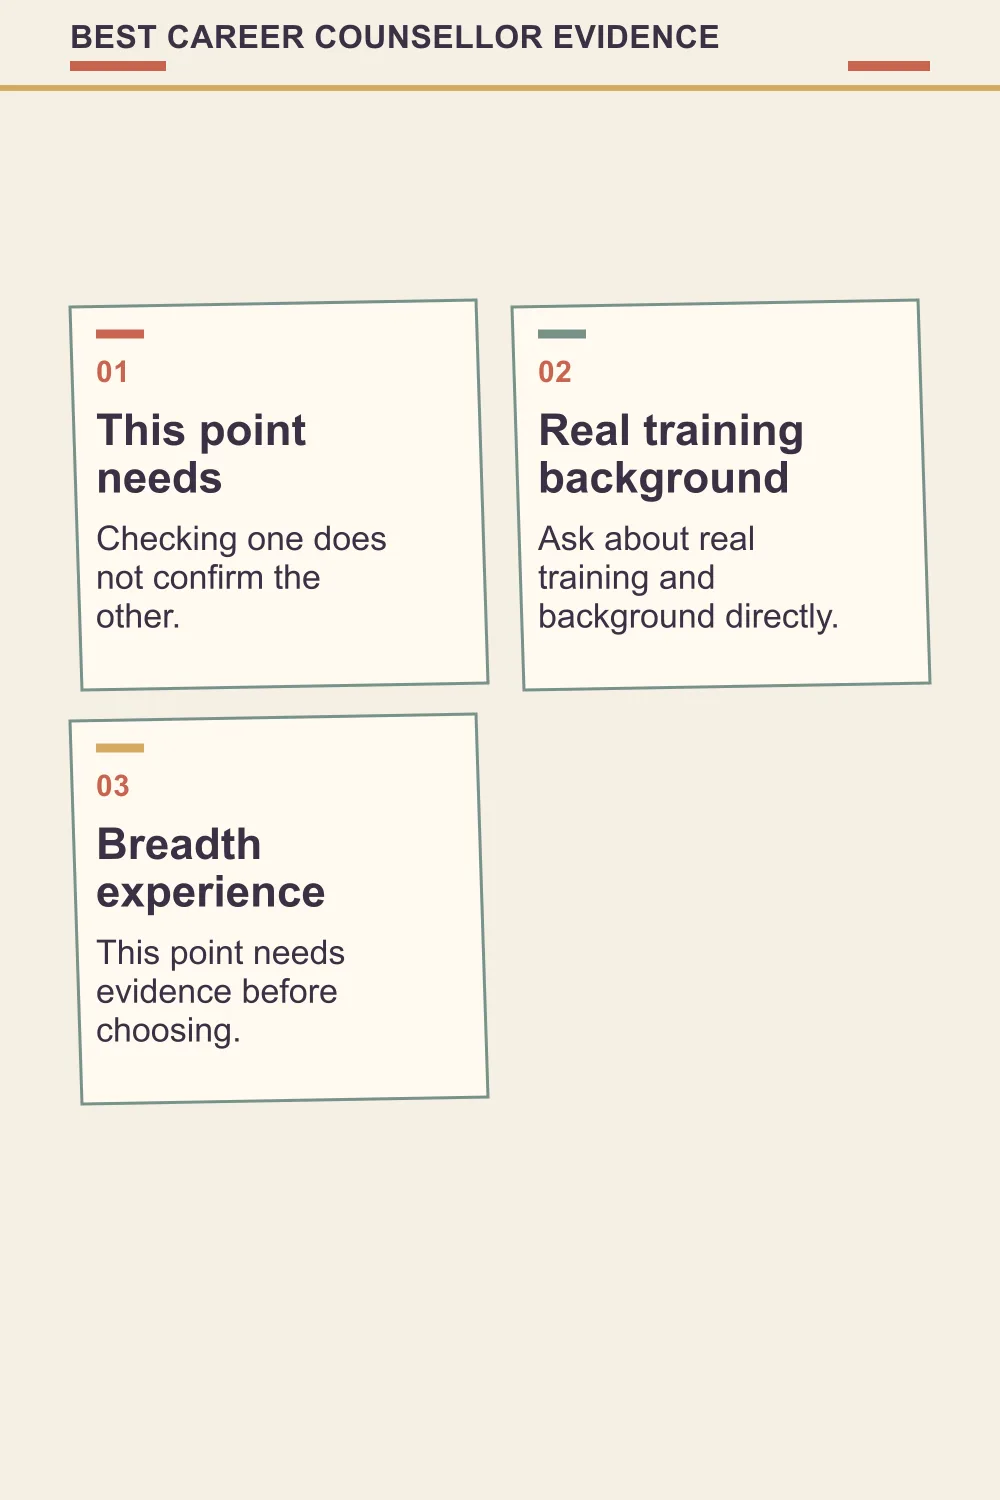 BEST CAREER COUNSELLOR EVIDENCE
01
This point
needs
Checking one does
not confirm the
other.
02
Real training
background
Ask about real
training and
background directly.
03
Breadth
experience
This point needs
evidence before
choosing.